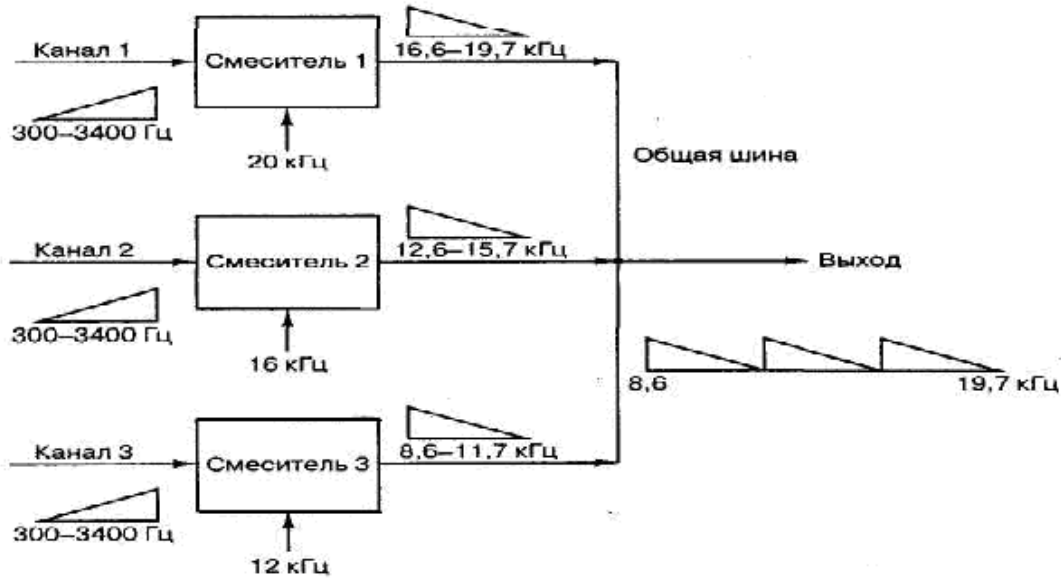 Канал 1
300–3400 Гц
Смеситель 1
20 кГц
16,6–19,7 кГц
Общая шина
Канал 2
300–3400 Гц
Смеситель 2
16 кГц
12,6–15,7 кГц
Выход
8,6
19,7 кГц
Канал 3
300–3400 Гц
Смеситель 3
12 кГц
8,6–11,7 кГц